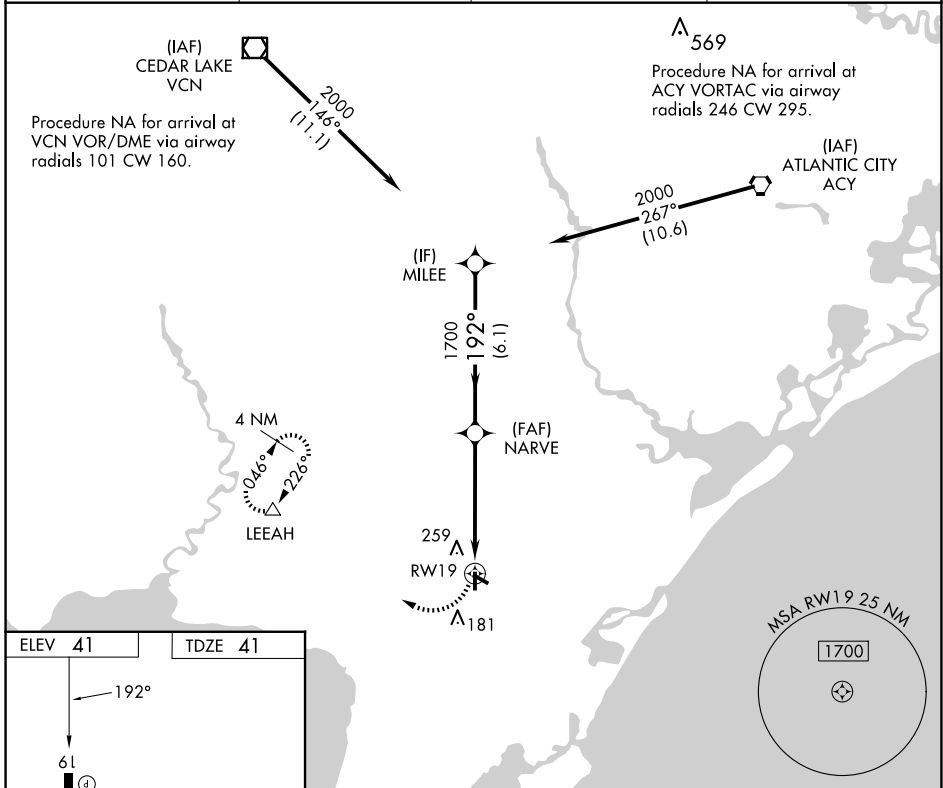 (IAF)
CEDAR LAKE
VCN
2000
146°
(11.1)
Procedure NA for arrival at
VCN VOR/DME via airway
radials 101 CW 160.
569
Procedure NA for arrival at
ACY VORTAC via airway
radials 246 CW 295.
(IAF)
ATLANTIC CITY
ACY
2000
267°
(10.6)
(IF)
MILEE
1700
192°
(6.1)
(FAF)
NARVE
4 NM
046°
226°
LEEAH
259
RW19
181
MSA RW19 25 NM
1700
ELEV 41
TDZE 41
192°
19
P